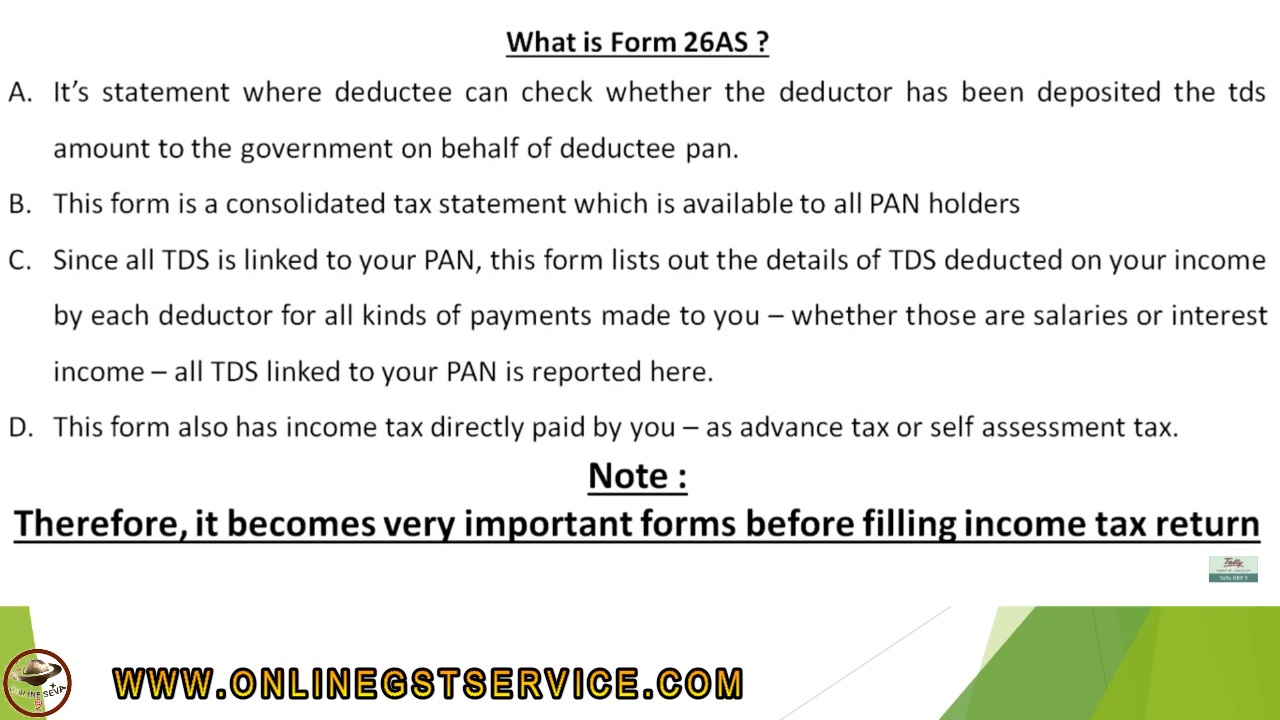 What is Form 26AS ?
A. It’s statement where deductee can check whether the deductor has been deposited the tds
amount to the government on behalf of deductee pan.
B. This form is a consolidated tax statement which is available to all PAN holders
C. Since all TDS is linked to your PAN, this form lists out the details of TDS deducted on your income
by each deductor for all kinds of payments made to you – whether those are salaries or interest
income – all TDS linked to your PAN is reported here.
D. This form also has income tax directly paid by you – as advance tax or self assessment tax.
Note :
Therefore, it becomes very important forms before filling income tax return
Tally
Tally.ERP 9
WWW.ONLINEGSTSERVICE.COM